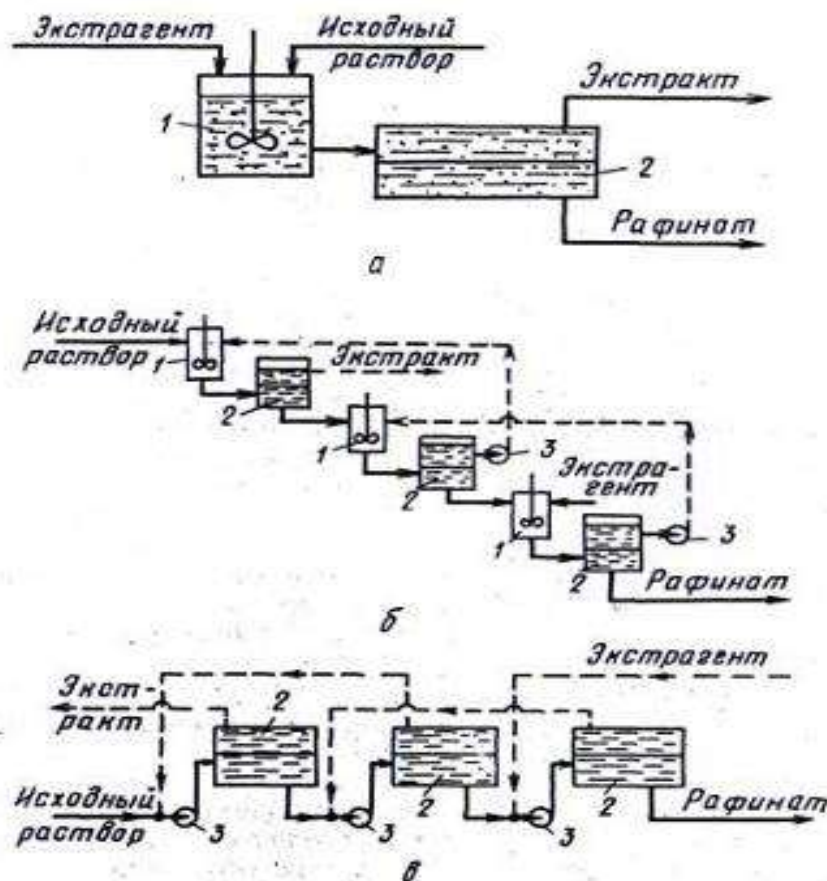 Экстрагент
Исходный
раствор
Экстракт
1
2
Рафинат
а
Исходный
раствор
1
Экстракт
2
1
3
2
Экстра-
гент
1
3
2
Рафинат
б
Экстрагент
Экст-
ракт
2
2
2
Исходный
раствор
3
3
3
Рафинат
в